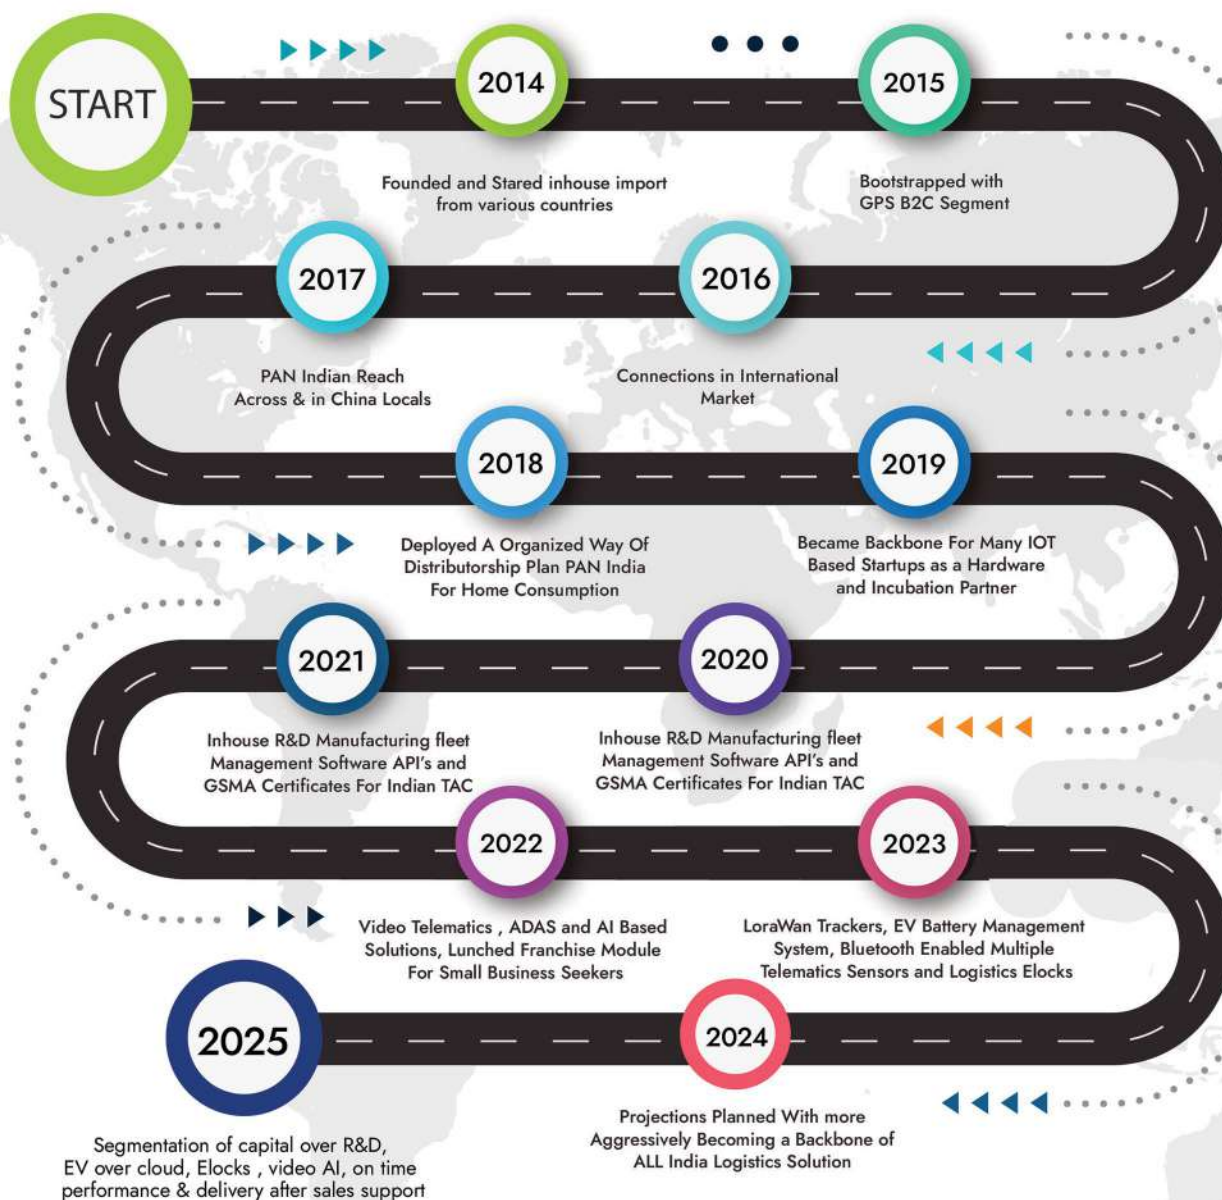 START
2014
Founded and Stared inhouse import
from various countries
2015
Bootstrapped with
GPS B2C Segment
2016
Connections in International
Market
2017
PAN Indian Reach
Across & in China Locals
2018
Deployed A Organized Way Of
Distributorship Plan PAN India
For Home Consumption
2019
Became Backbone For Many IOT
Based Startups as a Hardware
and Incubation Partner
2020
Inhouse R&D Manufacturing fleet
Management Software API's and
GSMA Certificates For Indian TAC
2021
Inhouse R&D Manufacturing fleet
Management Software API's and
GSMA Certificates For Indian TAC
2022
Video Telematics , ADAS and AI Based
Solutions, Lunched Franchise Module
For Small Business Seekers
2023
LoraWan Trackers, EV Battery Management
System, Bluetooth Enabled Multiple
Telematics Sensors and Logistics Elocks
2024
Projections Planned With more
Aggressively Becoming a Backbone of
ALL India Logistics Solution
2025
Segmentation of capital over R&D,
EV over cloud, Elocks , video AI, on time
performance & delivery after sales support